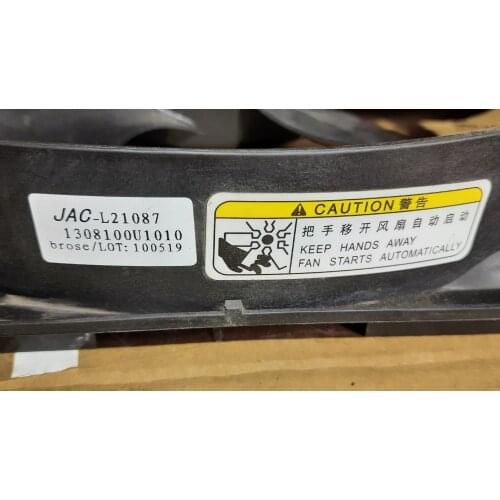 JAC-L21087
1308100U1010
brose/LOT: 100519
CAUTION 警告
把手移开风扇自动启动
KEEP HANDS AWAY
FAN STARTS AUTOMATICALLY